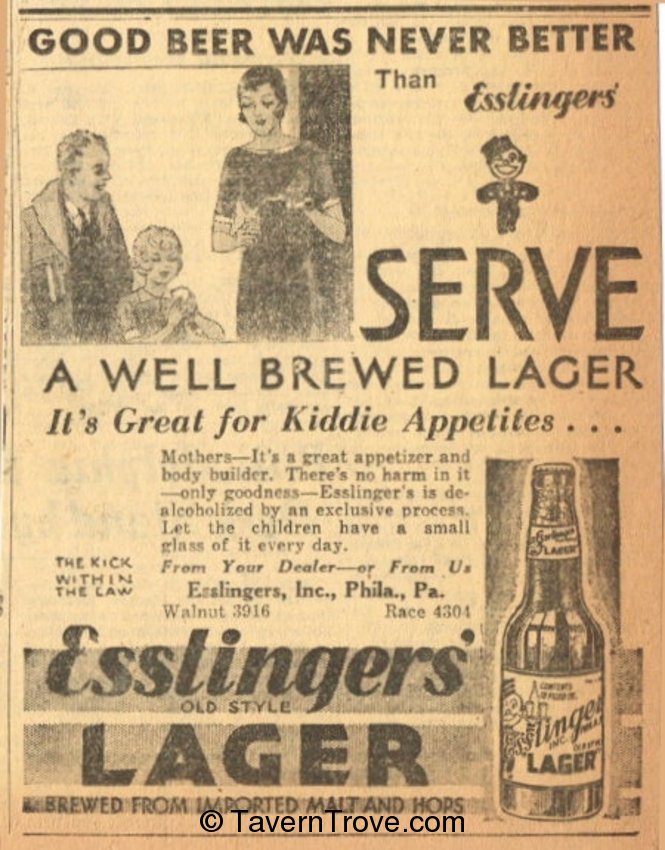 GOOD BEER WAS NEVER BETTER
Than Esslingers'
SERVE
A WELL BREWED LAGER
It's Great for Kiddie Appetites . . .
Mothers—It's a great appetizer and
body builder. There's no harm in it
—only goodness—Esslinger's is de-
alcoholized by an exclusive process.
Let the children have a small
glass of it every day.
From Your Dealer—or From Us
Esslingers, Inc., Phila., Pa.
Walnut 3916 Race 4304
THE KICK
WITHIN
THE LAW
Esslingers'
OLD STYLE
LAGER
BREWED FROM IMPORTED MALT AND HOPS
LAGER
CONTENTS
Esslinger
INC.
LAGER
© TavernTrove.com